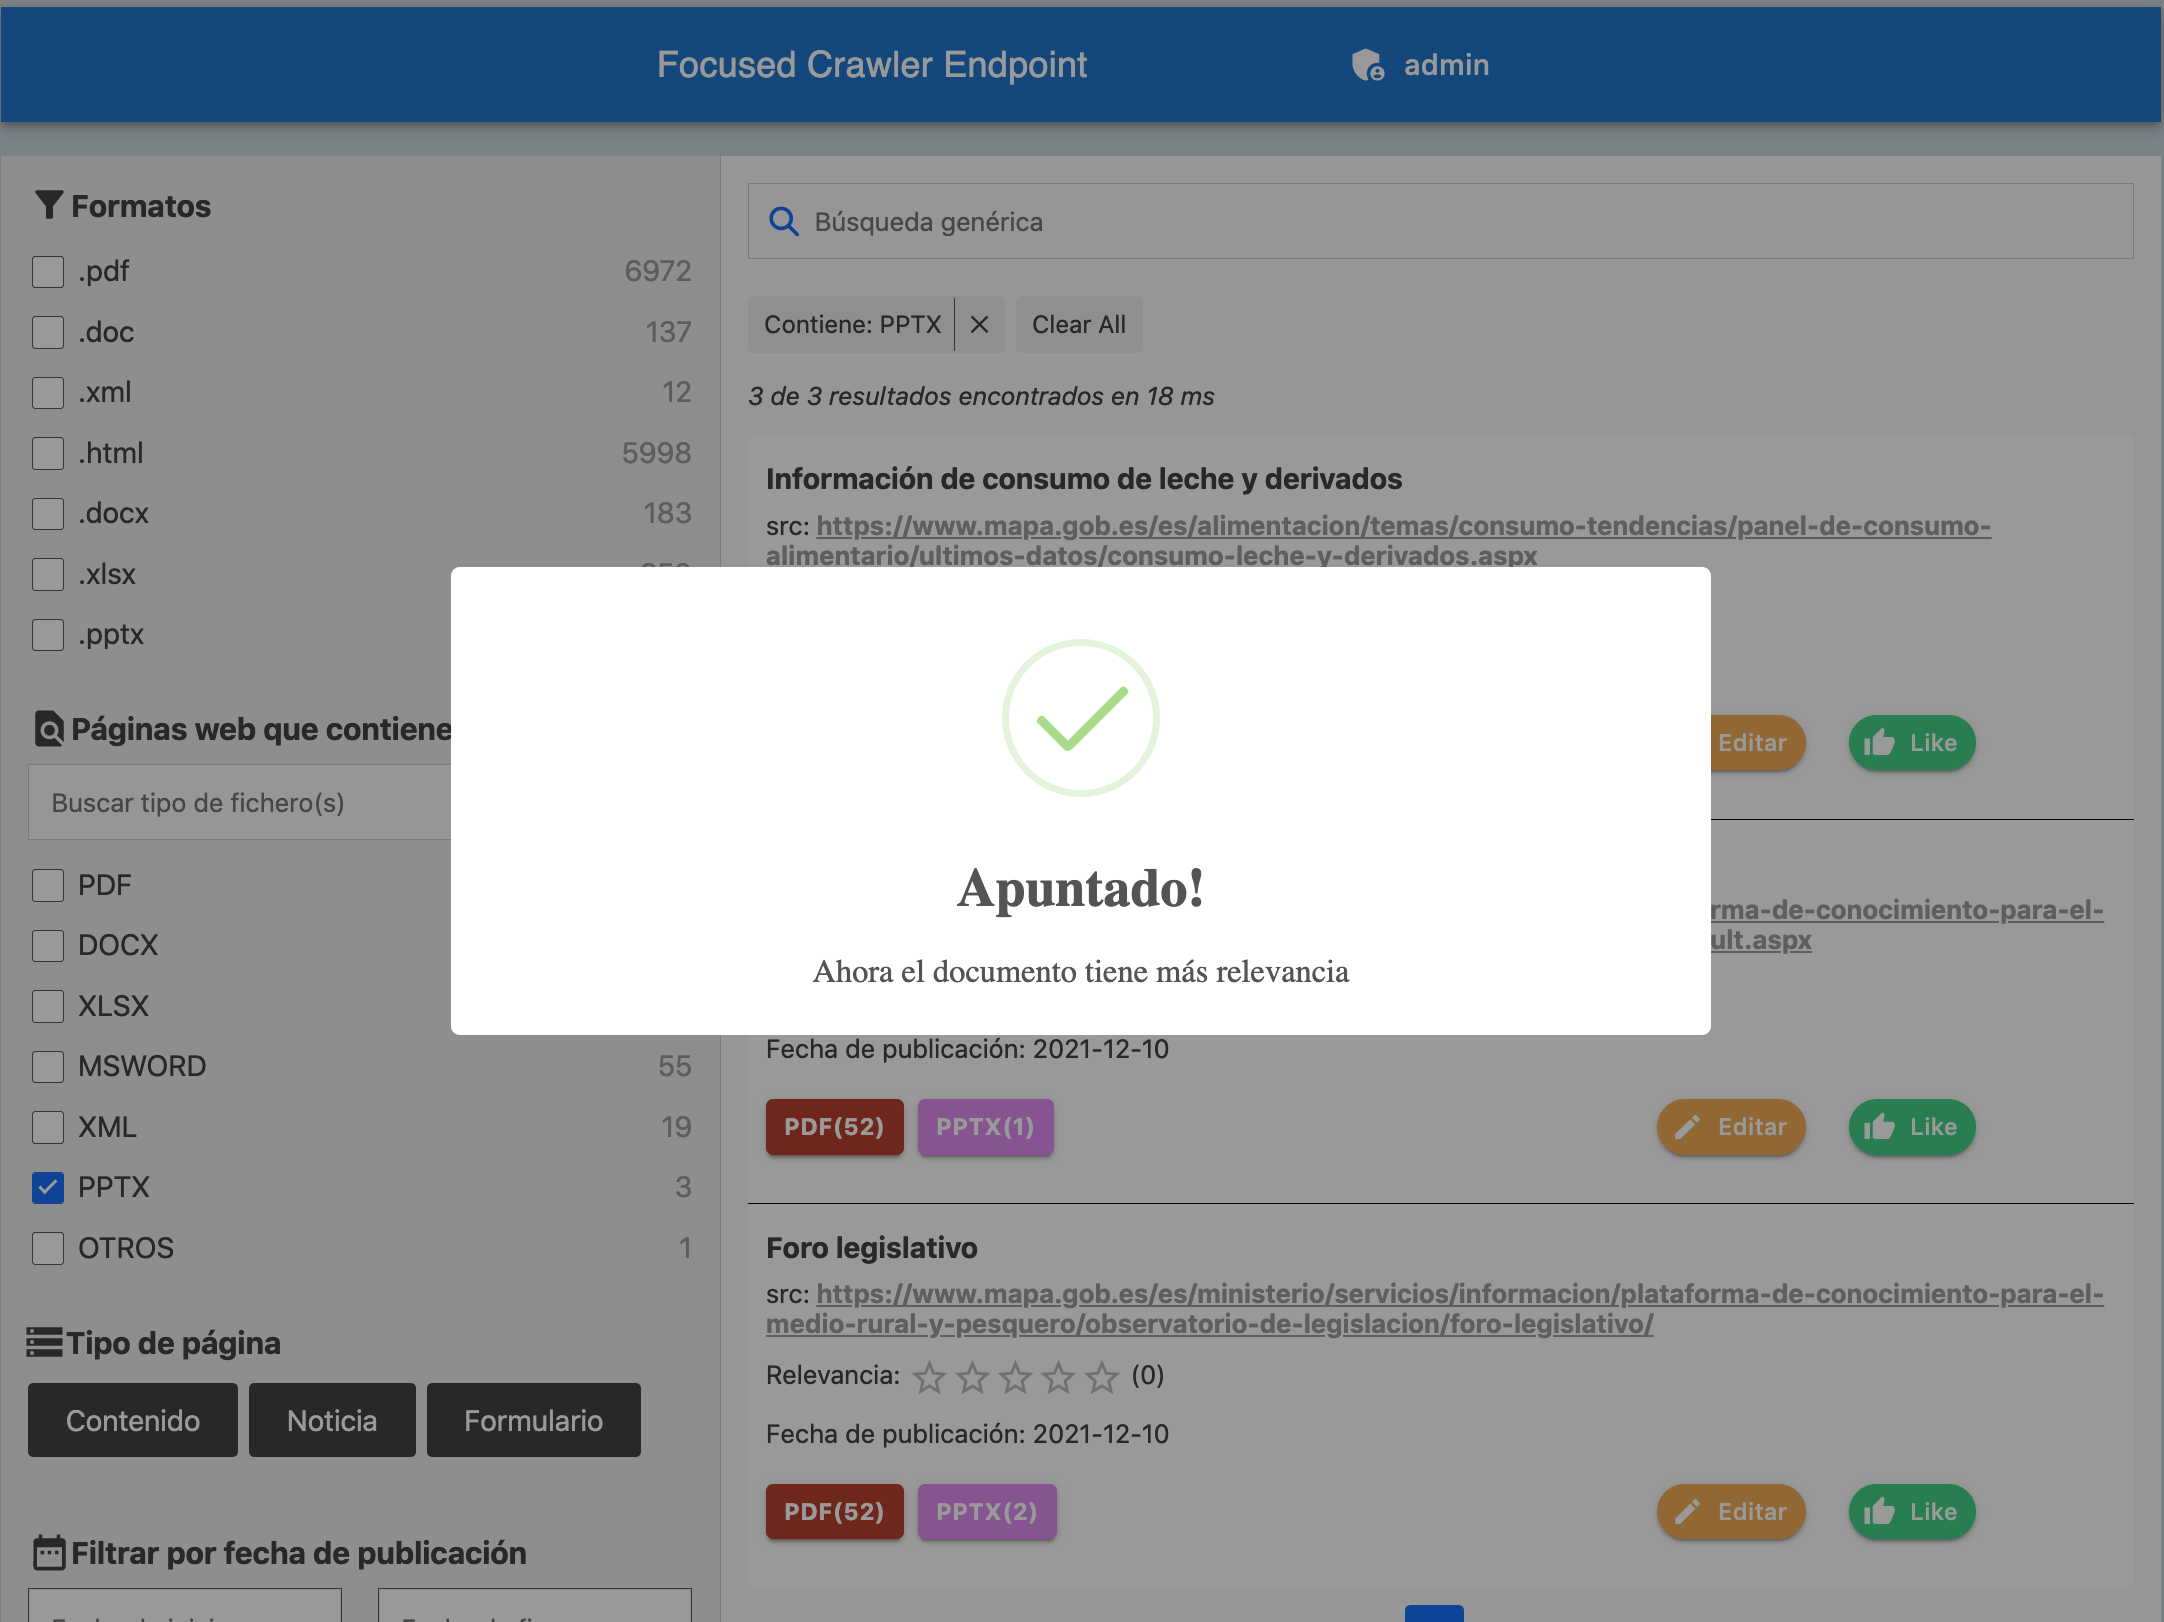 Focused Crawler Endpoint
admin
Formatos
.pdf 6972
.doc 137
.xml 12
.html 5998
.docx 183
.xlsx
.pptx
Páginas web que contiene
Buscar tipo de fichero(s)
PDF
DOCX
XLSX
MSWORD 55
XML 19
PPTX 3
OTROS 1
Tipo de página
Contenido Noticia Formulario
Filtrar por fecha de publicación
Búsqueda genérica
Contiene: PPTX Clear All
3 de 3 resultados encontrados en 18 ms
Información de consumo de leche y derivados
src: https://www.mapa.gob.es/es/alimentacion/temas/consumo-tendencias/panel-de-consumo-
alimentario/ultimos-datos/consumo-leche-y-derivados.aspx
Editar Like
rma-de-conocimiento-para-el-
ult.aspx
Fecha de publicación: 2021-12-10
PDF(52) PPTX(1) Editar Like
Foro legislativo
src: https://www.mapa.gob.es/es/ministerio/servicios/informacion/plataforma-de-conocimiento-para-el-
medio-rural-y-pesquero/observatorio-de-legislacion/foro-legislativo/
Relevancia: (0)
Fecha de publicación: 2021-12-10
PDF(52) PPTX(2) Editar Like
Apuntado!
Ahora el documento tiene más relevancia